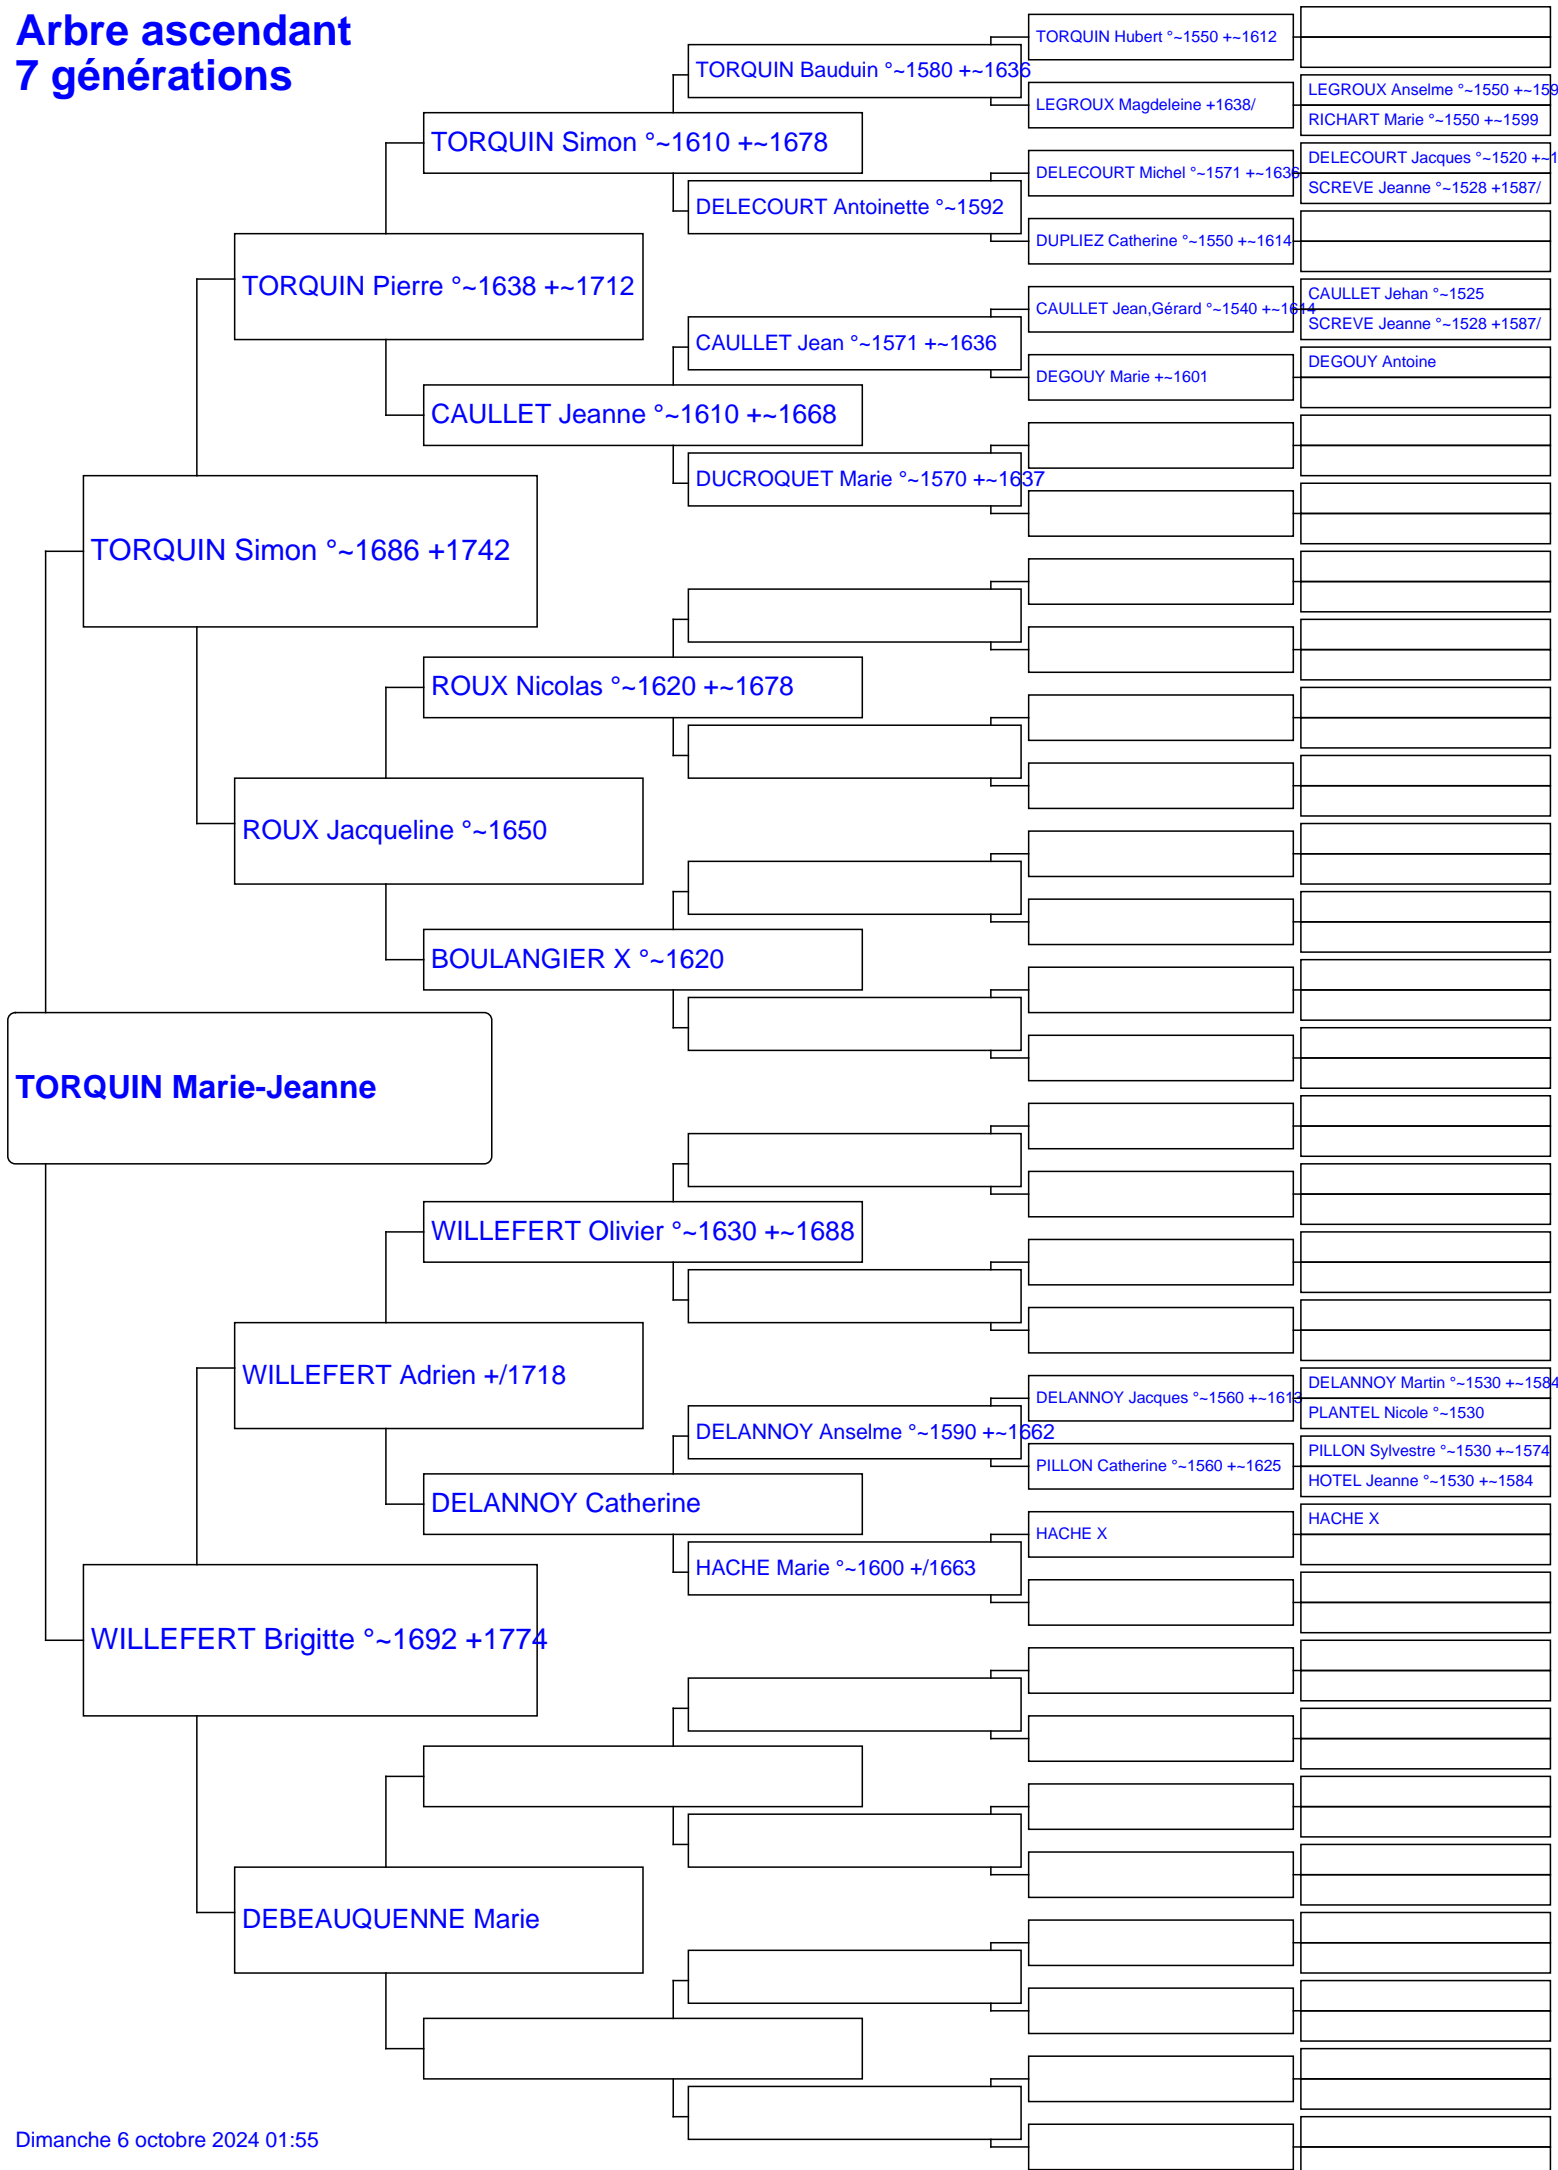 Arbre ascendant
7 générations
TORQUIN Hubert °~1550 +~1612
TORQUIN Bauduin °~1580 +~1636
LEGROUX Anselme °~1550 +~159
LEGROUX Magdeleine +1638/
RICHART Marie °~1550 +~1599
TORQUIN Simon °~1610 +~1678
DELECOURT Jacques °~1520 +~1
DELECOURT Michel °~1571 +~1636
SCREVE Jeanne °~1528 +1587/
DELECOURT Antoinette °~1592
DUPLIEZ Catherine °~1550 +~1614
TORQUIN Pierre °~1638 +~1712
CAULLET Jehan °~1525
CAULLET Jean,Gérard °~1540 +~1614
SCREVE Jeanne °~1528 +1587/
CAULLET Jean °~1571 +~1636
DEGOUY Antoine
DEGOUY Marie +~1601
CAULLET Jeanne °~1610 +~1668
DUCROQUET Marie °~1570 +~1637
TORQUIN Simon °~1686 +1742
ROUX Nicolas °~1620 +~1678
ROUX Jacqueline °~1650
BOULANGIER X °~1620
TORQUIN Marie-Jeanne
WILLEFERT Olivier °~1630 +~1688
WILLEFERT Adrien +/1718
DELANNOY Martin °~1530 +~1584
DELANNOY Jacques °~1560 +~1613
PLANTEL Nicole °~1530
DELANNOY Anselme °~1590 +~1662
PILLON Sylvestre °~1530 +~1574
PILLON Catherine °~1560 +~1625
HOTEL Jeanne °~1530 +~1584
DELANNOY Catherine
HACHE X
HACHE X
HACHE Marie °~1600 +/1663
WILLEFERT Brigitte °~1692 +1774
DEBEAUQUENNE Marie
Dimanche 6 octobre 2024 01:55